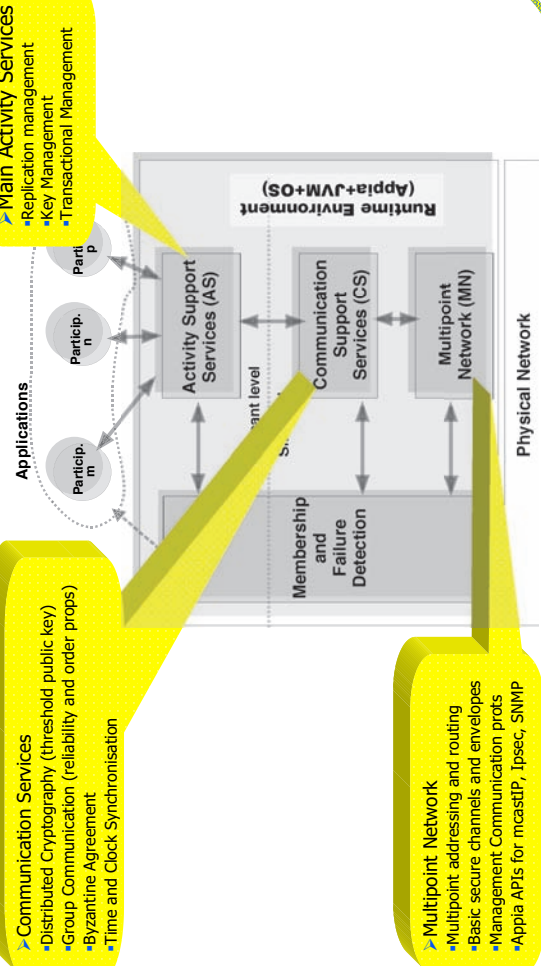 ➢Communication Services
▪Distributed Cryptography (threshold public key)
▪Group Communication (reliability and order props)
▪Byzantine Agreement
▪Time and Clock Synchronisation
➢Main Activity Services
▪Replication management
▪Key Management
▪Transactional Management
Applications
Particip.
m
Particip.
n
Parti
p
Activity Support
Services (AS)
Runtime Environment
(Appia+JVM+OS)
ant level
Membership
and
Failure
Detection
Communication
Support
Services (CS)
Multipoint
Network (MN)
Physical Network
➢Multipoint Network
▪Multipoint addressing and routing
▪Basic secure channels and envelopes
▪Management Communication prots
▪Appia APIs for mcastIP, Ipsec, SNMP